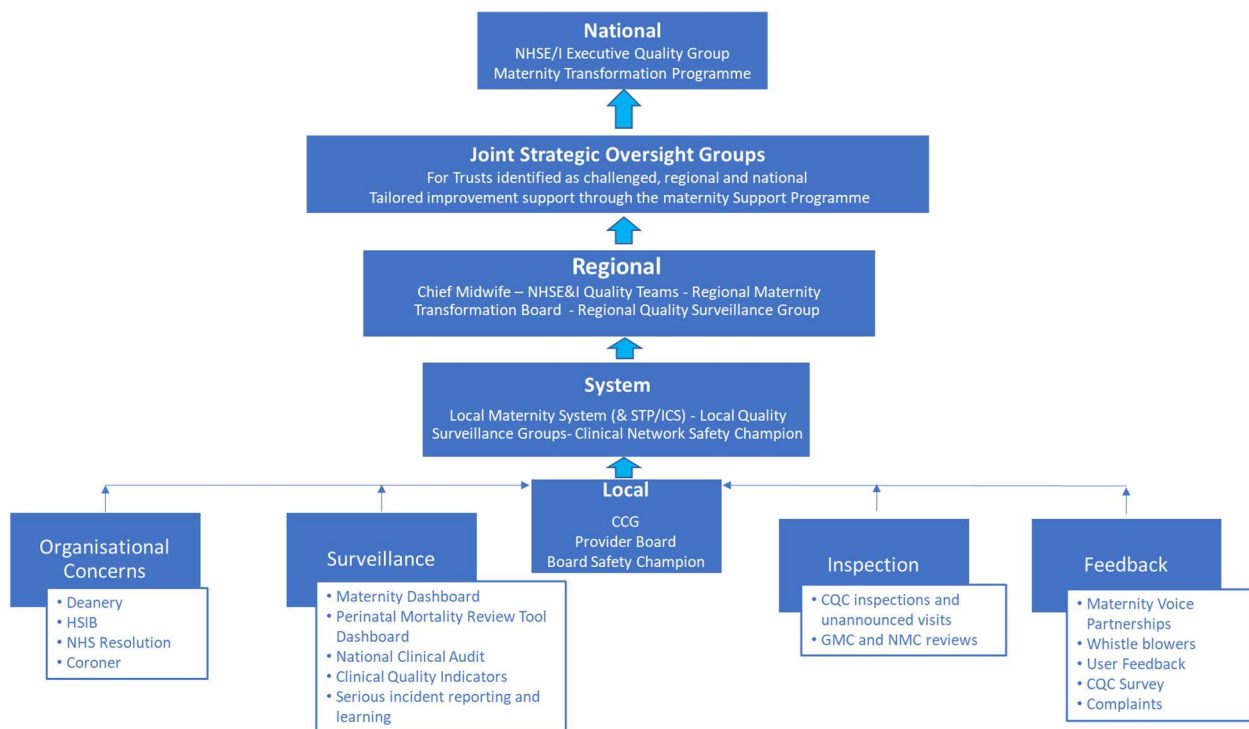 National
NHSE/I Executive Quality Group
Maternity Transformation Programme
Joint Strategic Oversight Groups
For Trusts identified as challenged, regional and national
Tailored improvement support through the maternity Support Programme
Regional
Chief Midwife – NHSE&I Quality Teams - Regional Maternity
Transformation Board - Regional Quality Surveillance Group
System
Local Maternity System (& STP/ICS) - Local Quality
Surveillance Groups- Clinical Network Safety Champion
Local
CCG
Provider Board
Board Safety Champion
Organisational
Concerns
• Deanery
• HSIB
• NHS Resolution
• Coroner
Surveillance
• Maternity Dashboard
• Perinatal Mortality Review Tool
Dashboard
• National Clinical Audit
• Clinical Quality Indicators
• Serious incident reporting and
learning
Inspection
• CQC inspections and
unannounced visits
• GMC and NMC reviews
Feedback
• Maternity Voice
Partnerships
• Whistle blowers
• User Feedback
• CQC Survey
• Complaints